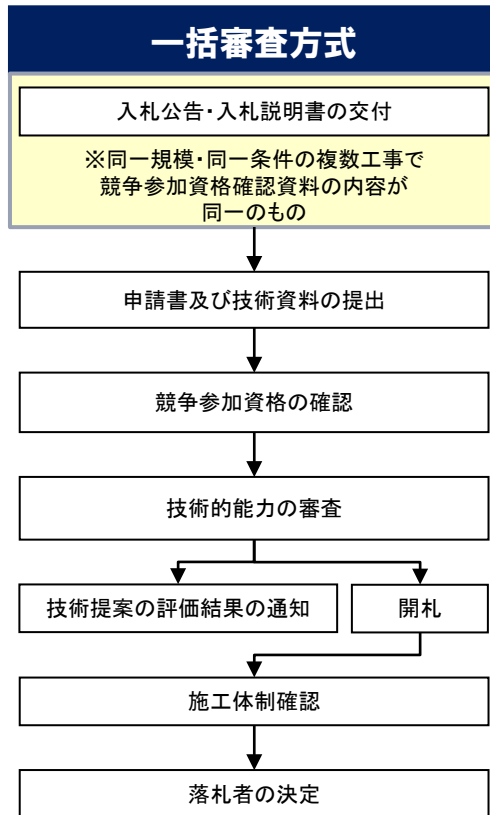 一括審査方式
入札公告・入札説明書の交付
※同一規模・同一条件の複数工事で
競争参加資格確認資料の内容が
同一のもの
申請書及び技術資料の提出
競争参加資格の確認
技術的能力の審査
技術提案の評価結果の通知
開札
施工体制確認
落札者の決定